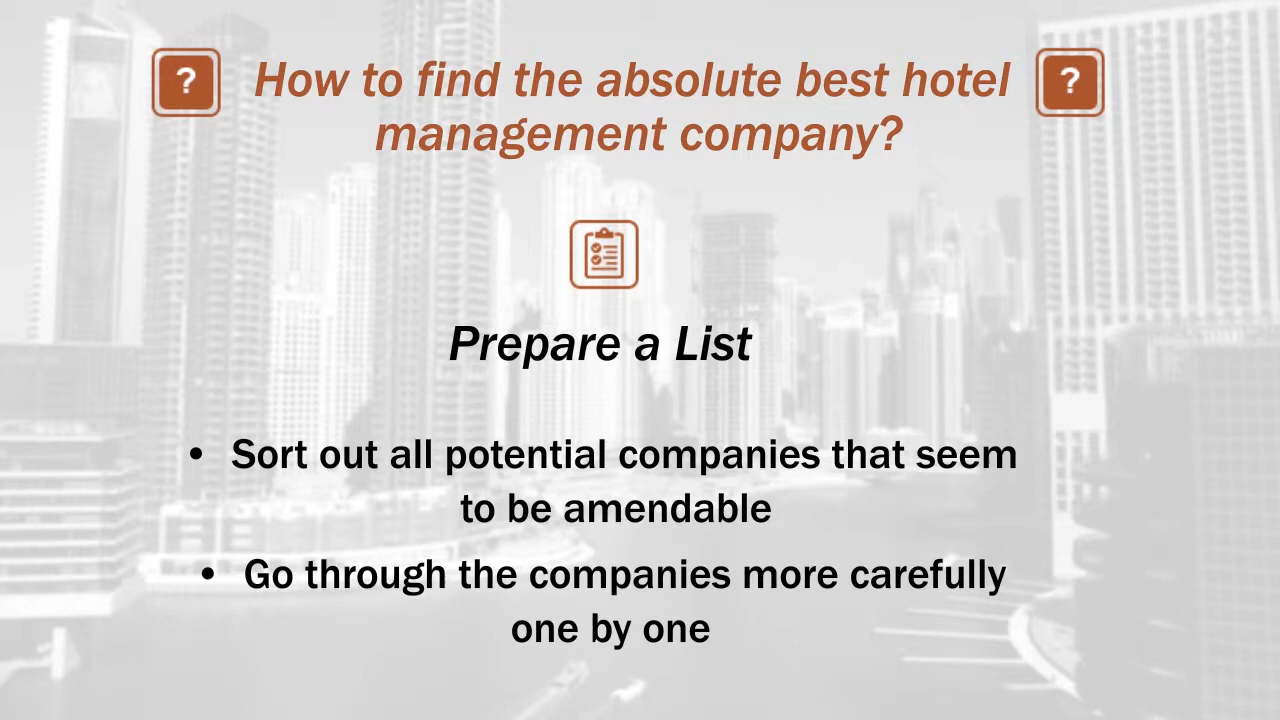 ? How to find the absolute best hotel ?
management company?
Prepare a List
• Sort out all potential companies that seem
to be amendable
• Go through the companies more carefully
one by one